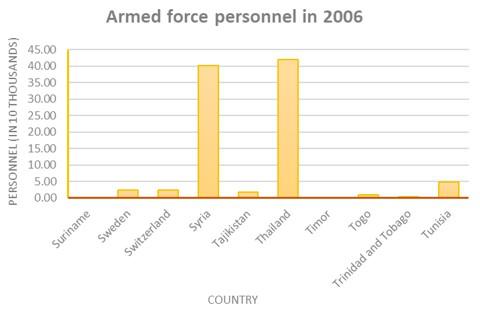 Armed force personnel in 2006
PERSONNEL (IN 10 THOUSANDS)
45.00
40.00
35.00
30.00
25.00
20.00
15.00
10.00
5.00
0.00
Suriname
Sweden
Switzerland
Syria
Tajikistan
Thailand
Timor
Togo
Trinidad and Tobago
Tunisia
COUNTRY